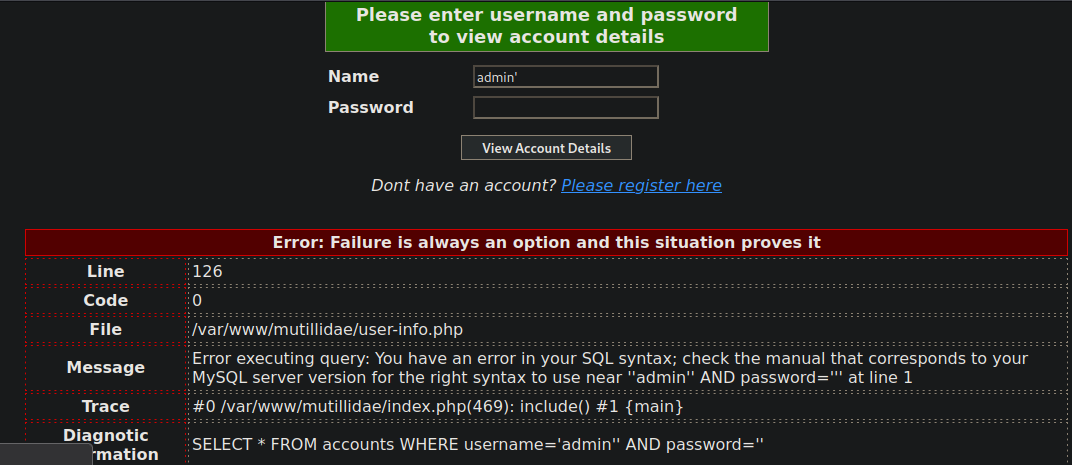 Please enter username and password
to view account details
Name
admin'
Password
View Account Details
Dont have an account? Please register here
Error: Failure is always an option and this situation proves it
Line 126
Code 0
File /var/www/mutillidae/user-info.php
Message Error executing query: You have an error in your SQL syntax; check the manual that corresponds to your
MySQL server version for the right syntax to use near ''admin'' AND password=''' at line 1
Trace #0 /var/www/mutillidae/index.php(469): include() #1 {main}
Diagnostic
rmation
SELECT * FROM accounts WHERE username='admin'' AND password=''